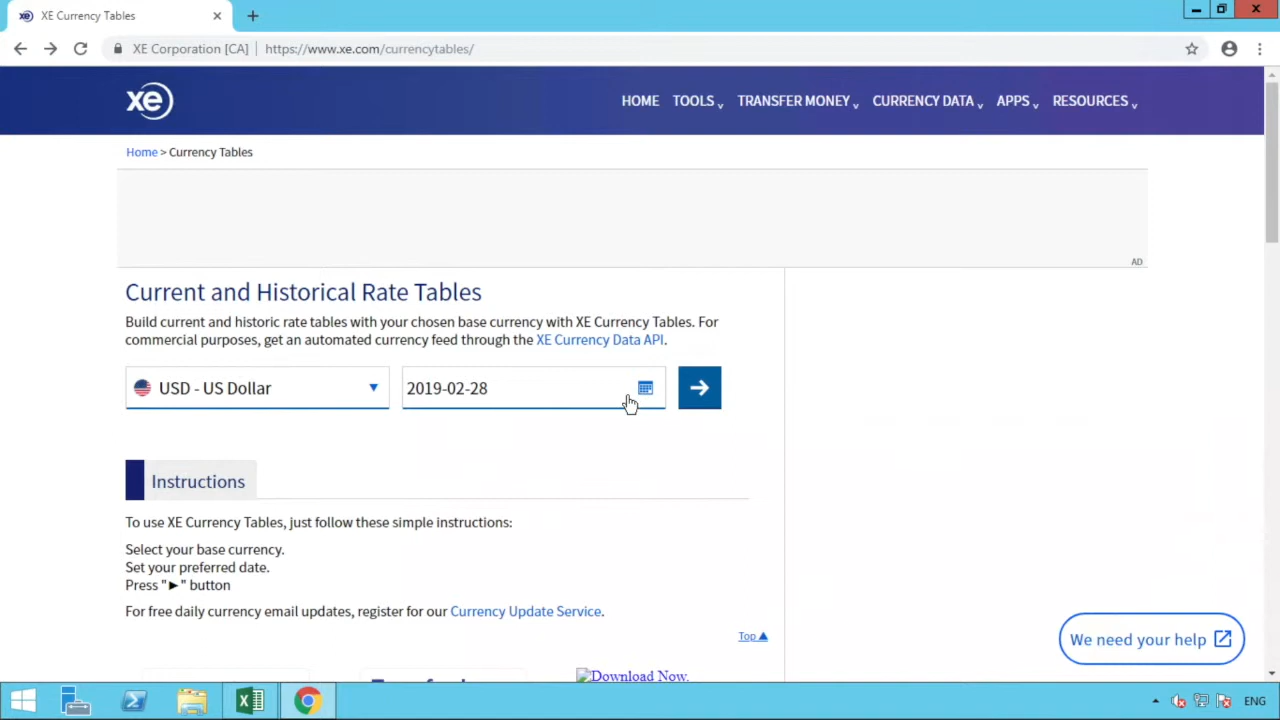 XE Currency Tables
XE Corporation [CA]
https://www.xe.com/currencytables/
xe
HOME TOOLS TRANSFER MONEY CURRENCY DATA APPS RESOURCES
Home > Currency Tables
AD
Current and Historical Rate Tables
Build current and historic rate tables with your chosen base currency with XE Currency Tables. For
commercial purposes, get an automated currency feed through the XE Currency Data API.
USD - US Dollar
2019-02-28
Instructions
To use XE Currency Tables, just follow these simple instructions:
Select your base currency.
Set your preferred date.
Press "►" button
For free daily currency email updates, register for our Currency Update Service.
Top ▲
We need your help
Download Now.
ENG